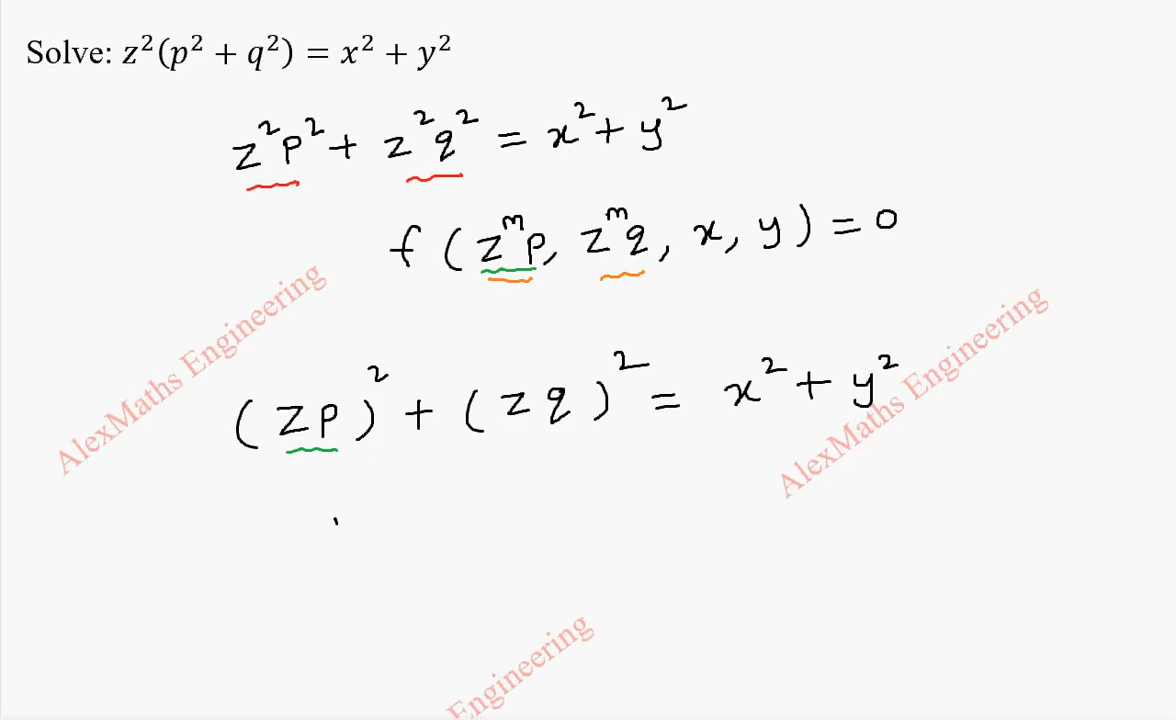 Solve: z²(p² + q²) = x² + y²
z²p² + z²q² = x² + y²
f(zᵐp, zᵐq, x, y) = 0
AlexMaths Engineering
AlexMaths Engineering
(zp)² + (zq)² = x² + y²
Engineering